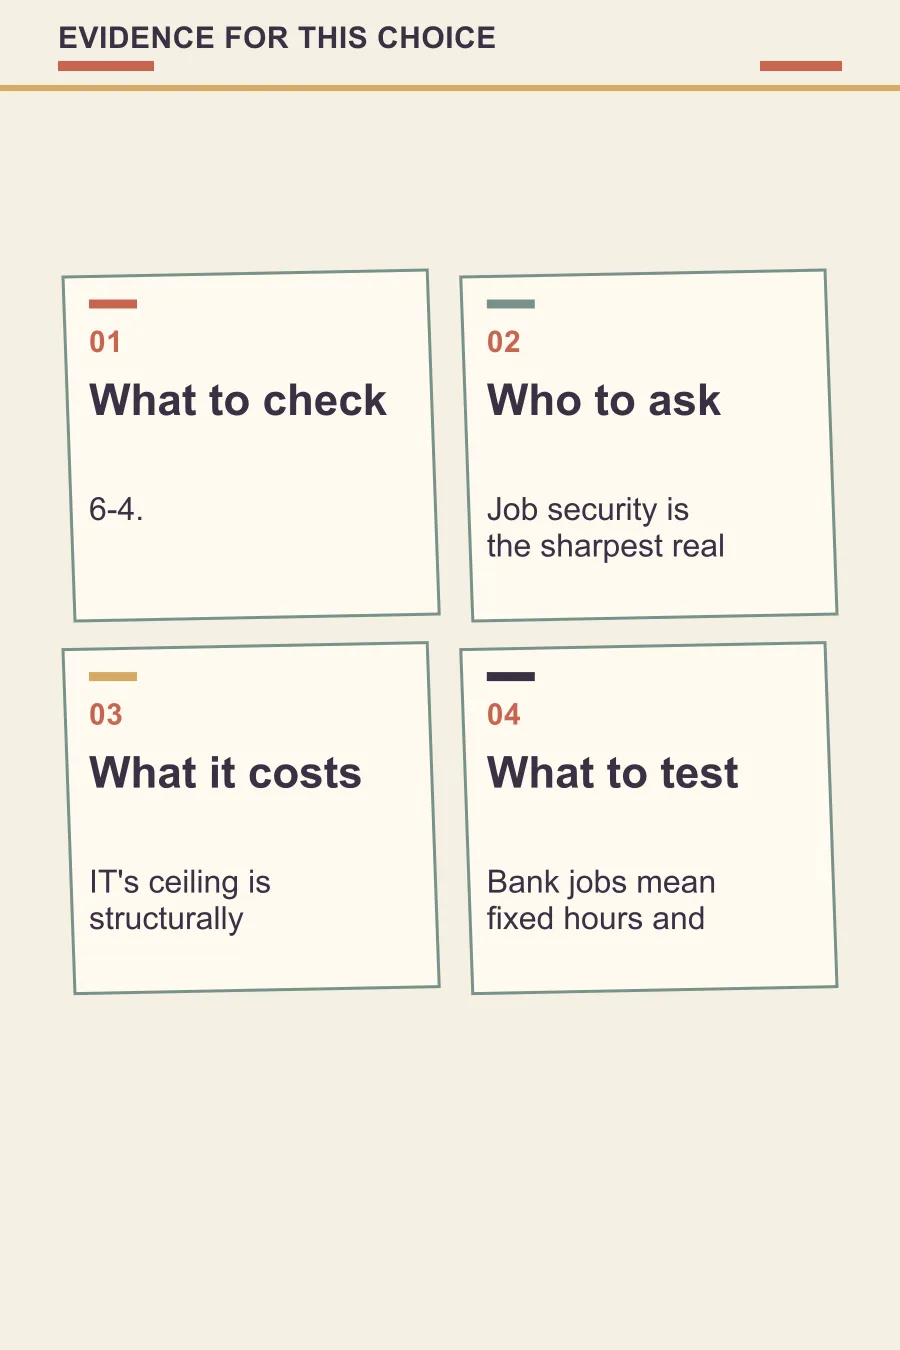 EVIDENCE FOR THIS CHOICE
01
What to check
6-4.
02
Who to ask
Job security is
the sharpest real
03
What it costs
IT's ceiling is
structurally
04
What to test
Bank jobs mean
fixed hours and